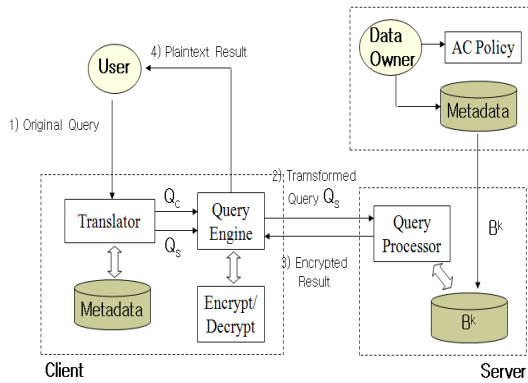 4) Plaintext Result
User
Data
Owner
AC Policy
Metadata
1) Original Query
2) Tramsformed
Query Qs
Qc
Translator
Query
Engine
Qs
Query
Processor
Bk
3) Encrypted
Result
Metadata
Encrypt/
Decrypt
Bk
Client
Server